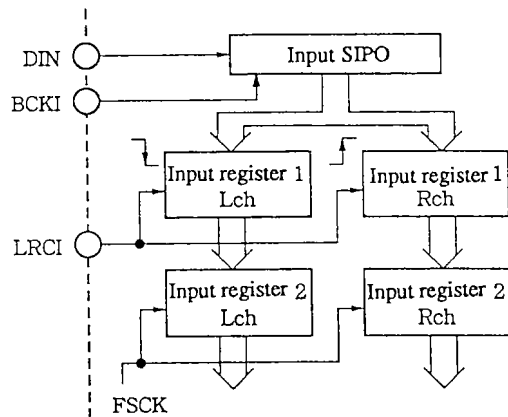 DIN
Input SIPO
BCKI
Input register 1
Lch
Input register 1
Rch
LRCI
Input register 2
Lch
Input register 2
Rch
FSCK